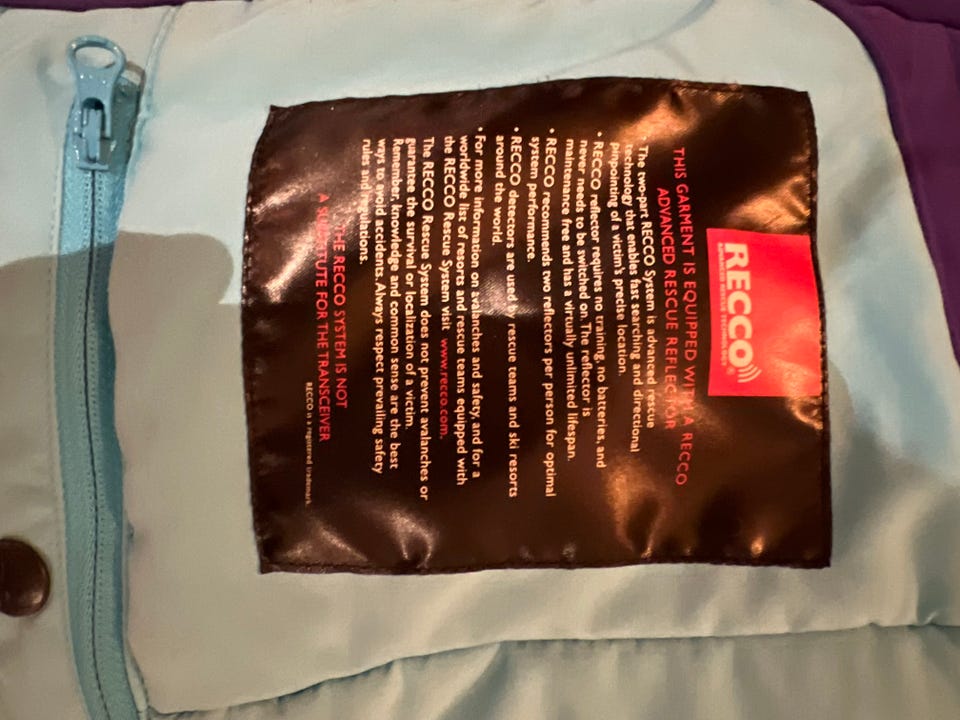 RECCO
ADVANCED RESCUE TECHNOLOGY ®
THIS GARMENT IS EQUIPPED WITH A RECCO
ADVANCED RESCUE REFLECTOR
The two-part RECCO System is advanced rescue
technology that enables fast searching and directional
pinpointing of a victim's precise location.
• RECCO reflector requires no training, no batteries, and
never needs to be switched on. The reflector is
maintenance free and has a virtually unlimited lifespan.
• RECCO recommends two reflectors per person for optimal
system performance.
• RECCO detectors are used by rescue teams and ski resorts
around the world.
• For more information on avalanches and safety, and for a
worldwide list of resorts and rescue teams equipped with
the RECCO Rescue System visit www.recco.com.
The RECCO Rescue System does not prevent avalanches or
guarantee the survival or localization of a victim.
Remember, knowledge and common sense are the best
ways to avoid accidents. Always respect prevailing safety
rules and regulations.
THE RECCO SYSTEM IS NOT
A SUBSTITUTE FOR THE TRANSCEIVER
RECCO is a registered trademark.